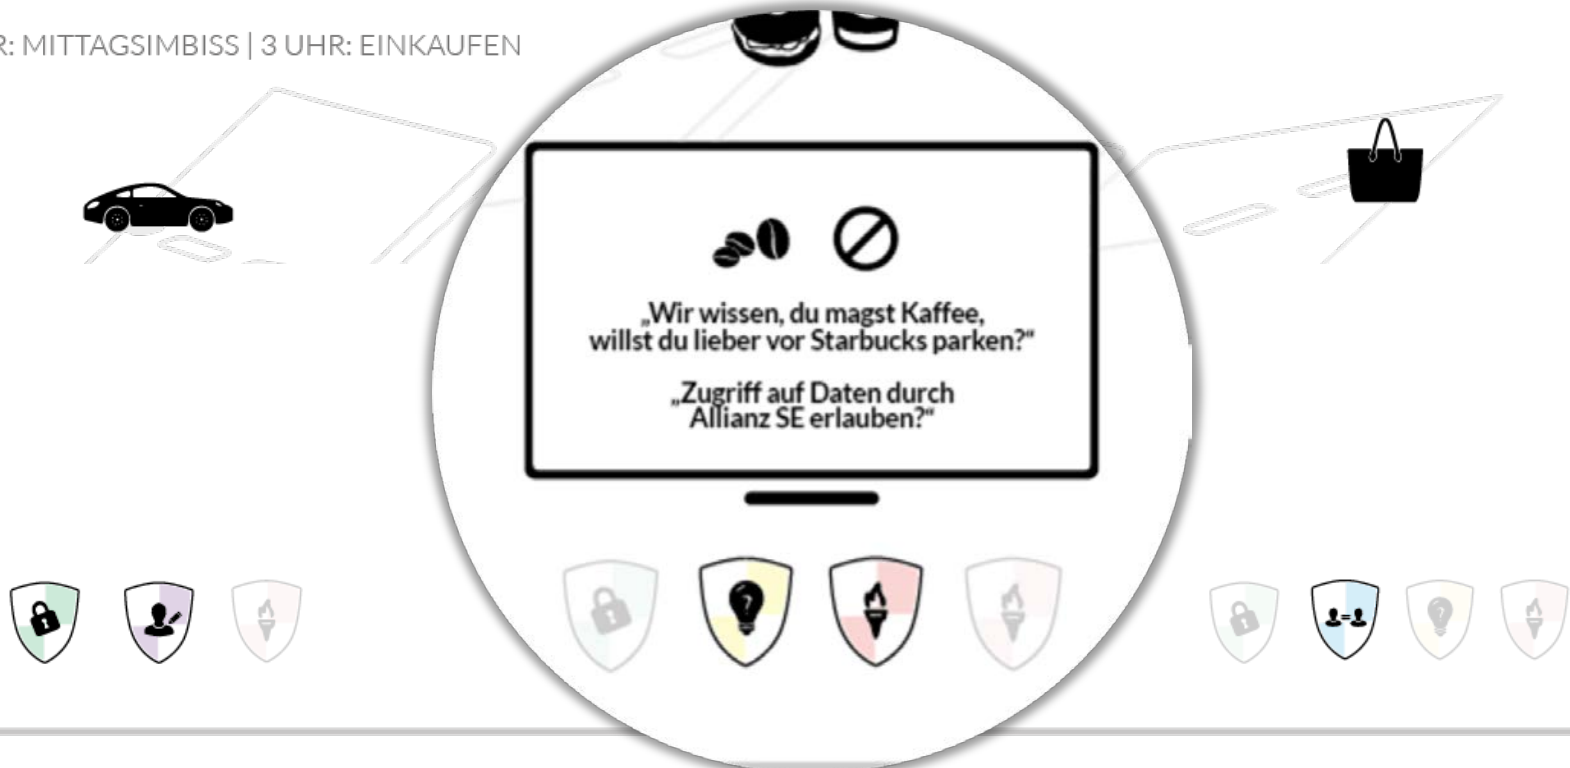 R: MITTAGSIMBISS | 3 UHR: EINKAUFEN
„Wir wissen, du magst Kaffee,
willst du lieber vor Starbucks parken?“
„Zugriff auf Daten durch
Allianz SE erlauben?“